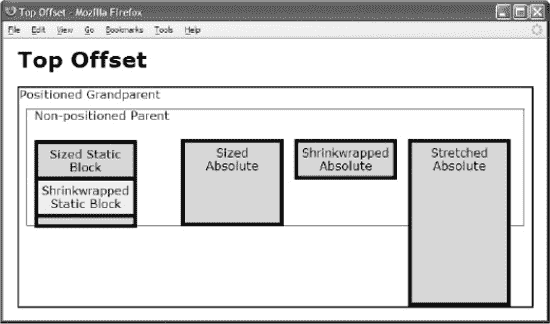 Top Offset - Mozilla Firefox
File Edit View Go Bookmarks Tools Help
Top Offset
Positioned Grandparent
Non-positioned Parent
Sized Static
Block
Shrinkwrapped
Static Block
Sized
Absolute
Shrinkwrapped
Absolute
Stretched
Absolute